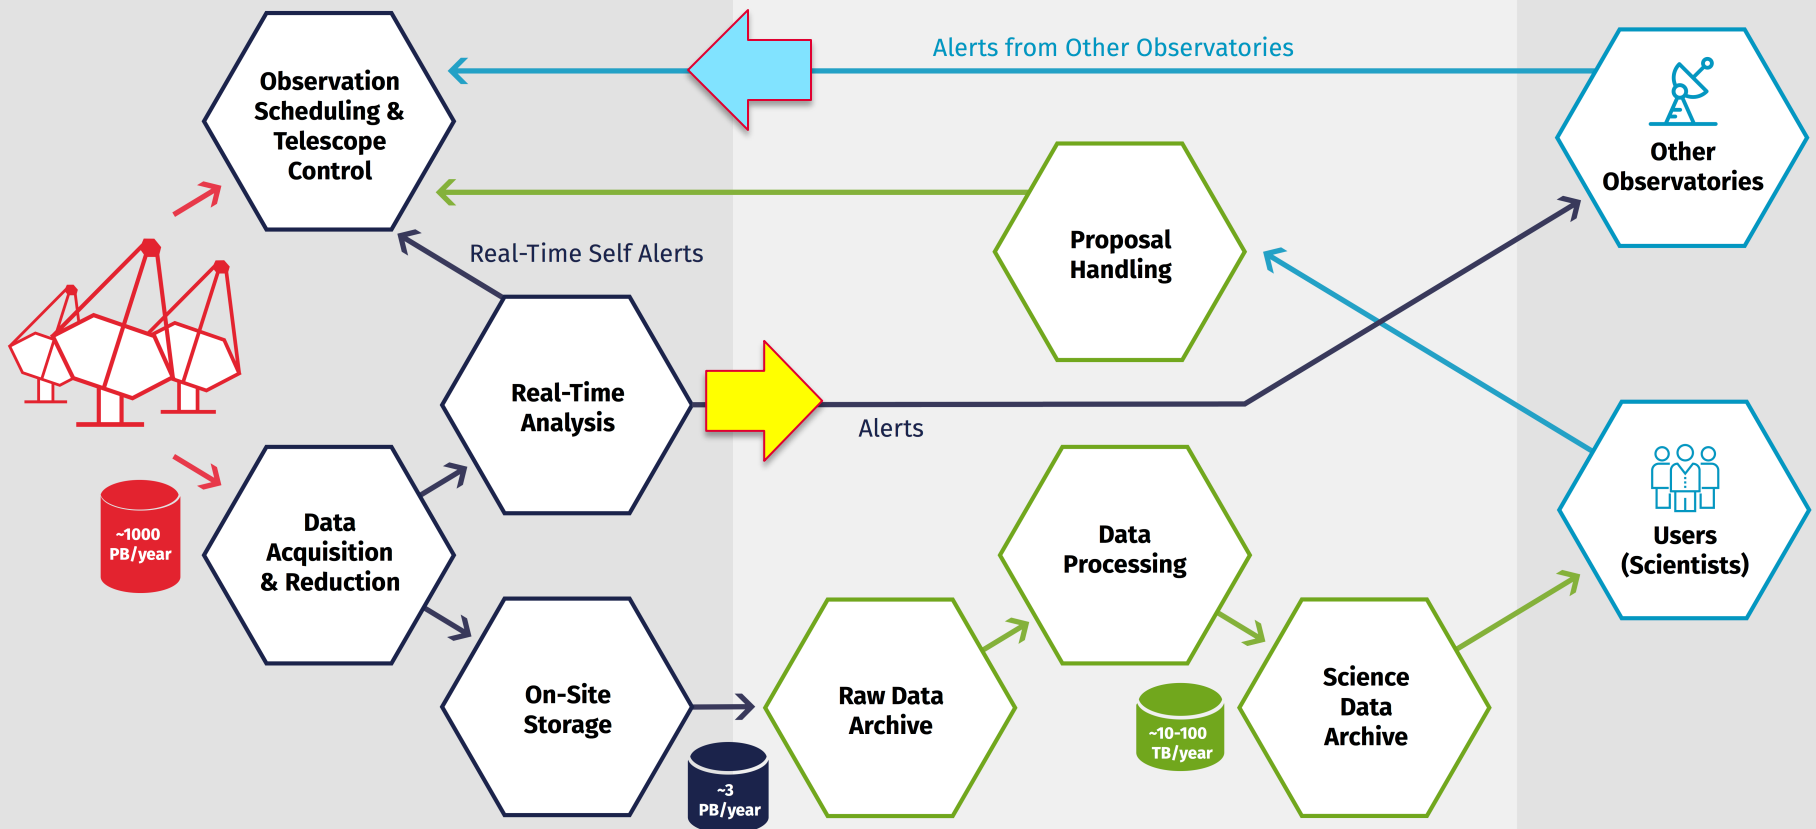 Observation
Scheduling &
Telescope
Control
Alerts from Other Observatories
Other
Observatories
Proposal
Handling
Real-Time Self Alerts
Real-Time
Analysis
Alerts
~1000
PB/year
Data
Acquisition
& Reduction
Data
Processing
Users
(Scientists)
On-Site
Storage
~3
PB/year
Raw Data
Archive
~10-100
TB/year
Science
Data
Archive